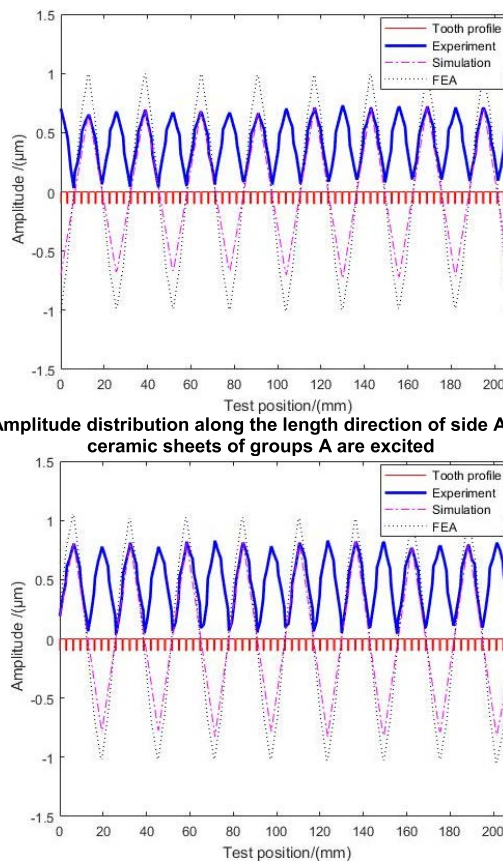 1.5
1
0.5
0
-0.5
-1
-1.5
Amplitude /(μm)
Tooth profile
Experiment
Simulation
FEA
0 20 40 60 80 100 120 140 160 180 200
Test position/(mm)
Amplitude distribution along the length direction of side A
ceramic sheets of groups A are excited
1.5
1
0.5
0
-0.5
-1
-1.5
Amplitude /(μm)
Tooth profile
Experiment
Simulation
FEA
0 20 40 60 80 100 120 140 160 180 200
Test position/(mm)